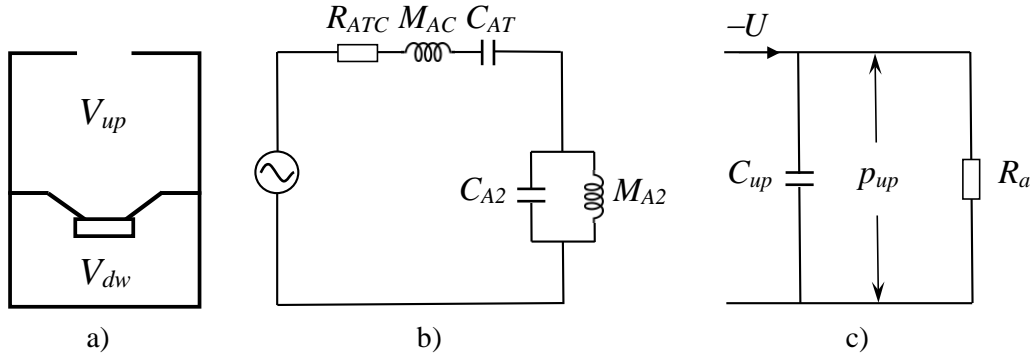 V_up
V_dw
a)
R_ATC M_AC C_AT
C_A2 M_A2
b)
–U
C_up p_up R_a
c)